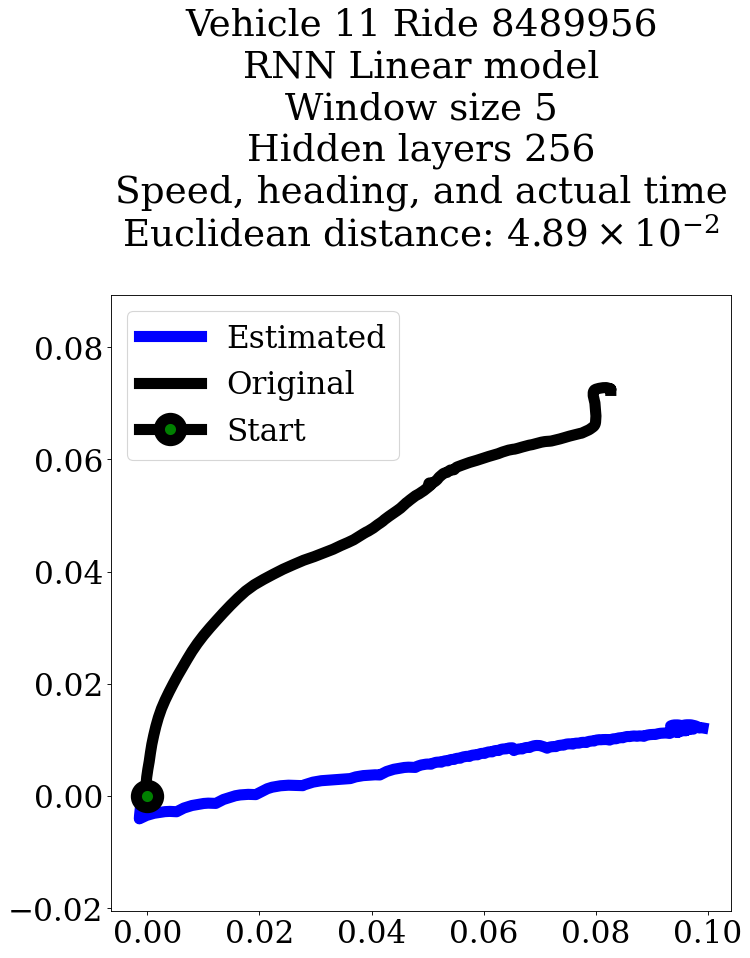 Vehicle 11 Ride 8489956
RNN Linear model
Window size 5
Hidden layers 256
Speed, heading, and actual time
Euclidean distance: 4.89 × 10⁻²
Estimated
Original
Start
0.08
0.06
0.04
0.02
0.00
−0.02
0.00 0.02 0.04 0.06 0.08 0.10